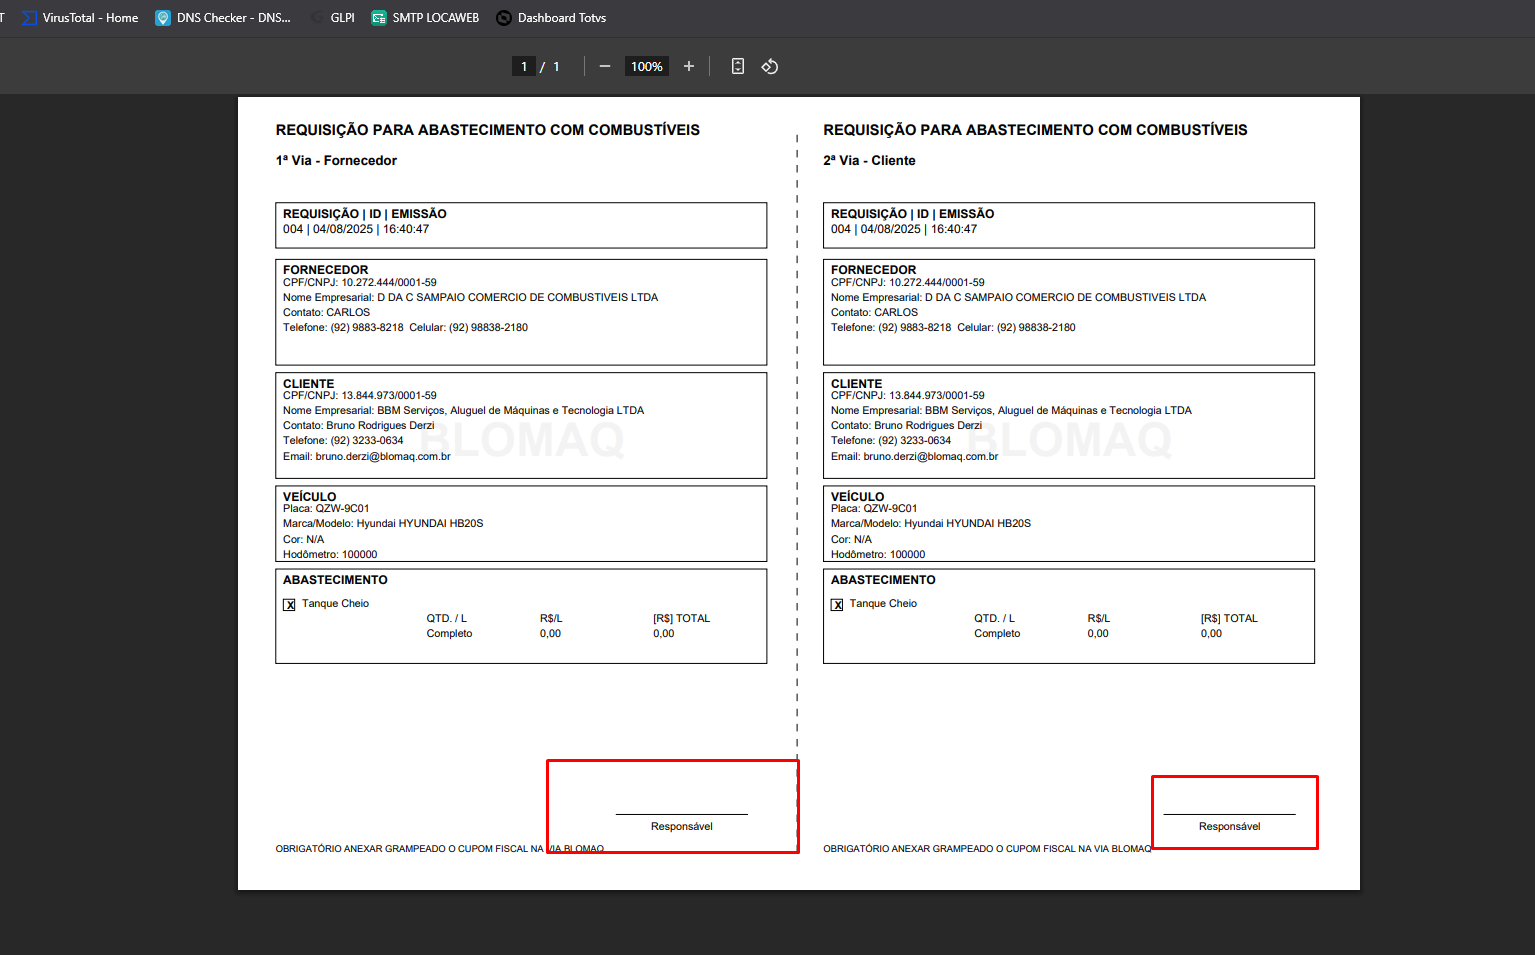 T VirusTotal - Home DNS Checker - DNS... GLPI SMTP LOCAWEB Dashboard Totvs
1 / 1 − 100% +
REQUISIÇÃO PARA ABASTECIMENTO COM COMBUSTÍVEIS
1ª Via - Fornecedor
REQUISIÇÃO | ID | EMISSÃO
004 | 04/08/2025 | 16:40:47
FORNECEDOR
CPF/CNPJ: 10.272.444/0001-59
Nome Empresarial: D DA C SAMPAIO COMERCIO DE COMBUSTIVEIS LTDA
Contato: CARLOS
Telefone: (92) 9883-8218 Celular: (92) 98838-2180
CLIENTE
CPF/CNPJ: 13.844.973/0001-59
Nome Empresarial: BBM Serviços, Aluguel de Máquinas e Tecnologia LTDA
Contato: Bruno Rodrigues Derzi
Telefone: (92) 3233-0634
BLOMAQ
Email: bruno.derzi@blomaq.com.br
VEÍCULO
Placa: QZW-9C01
Marca/Modelo: Hyundai HYUNDAI HB20S
Cor: N/A
Hodômetro: 100000
ABASTECIMENTO
X Tanque Cheio
QTD. / L R$/L [R$] TOTAL
Completo 0,00 0,00
Responsável
OBRIGATÓRIO ANEXAR GRAMPEADO O CUPOM FISCAL NA VIA BLOMAQ
REQUISIÇÃO PARA ABASTECIMENTO COM COMBUSTÍVEIS
2ª Via - Cliente
REQUISIÇÃO | ID | EMISSÃO
004 | 04/08/2025 | 16:40:47
FORNECEDOR
CPF/CNPJ: 10.272.444/0001-59
Nome Empresarial: D DA C SAMPAIO COMERCIO DE COMBUSTIVEIS LTDA
Contato: CARLOS
Telefone: (92) 9883-8218 Celular: (92) 98838-2180
CLIENTE
CPF/CNPJ: 13.844.973/0001-59
Nome Empresarial: BBM Serviços, Aluguel de Máquinas e Tecnologia LTDA
Contato: Bruno Rodrigues Derzi
Telefone: (92) 3233-0634
BLOMAQ
Email: bruno.derzi@blomaq.com.br
VEÍCULO
Placa: QZW-9C01
Marca/Modelo: Hyundai HYUNDAI HB20S
Cor: N/A
Hodômetro: 100000
ABASTECIMENTO
X Tanque Cheio
QTD. / L R$/L [R$] TOTAL
Completo 0,00 0,00
Responsável
OBRIGATÓRIO ANEXAR GRAMPEADO O CUPOM FISCAL NA VIA BLOMAQ